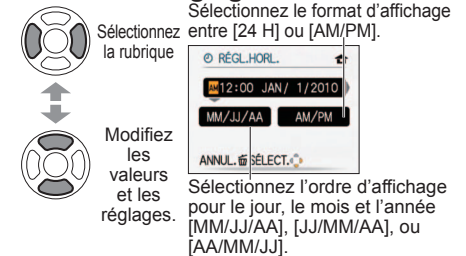 Sélectionnez
la rubrique
Modifiez
les
valeurs
et les
réglages.
Sélectionnez le format d’affichage
entre [24 H] ou [AM/PM].
RÉGL.HORL.
AM 12:00 JAN/ 1/2010
MM/JJ/AA AM/PM
ANNUL. SÉLECT.
Sélectionnez l’ordre d’affichage
pour le jour, le mois et l’année
[MM/JJ/AA], [JJ/MM/AA], ou
[AA/MM/JJ].